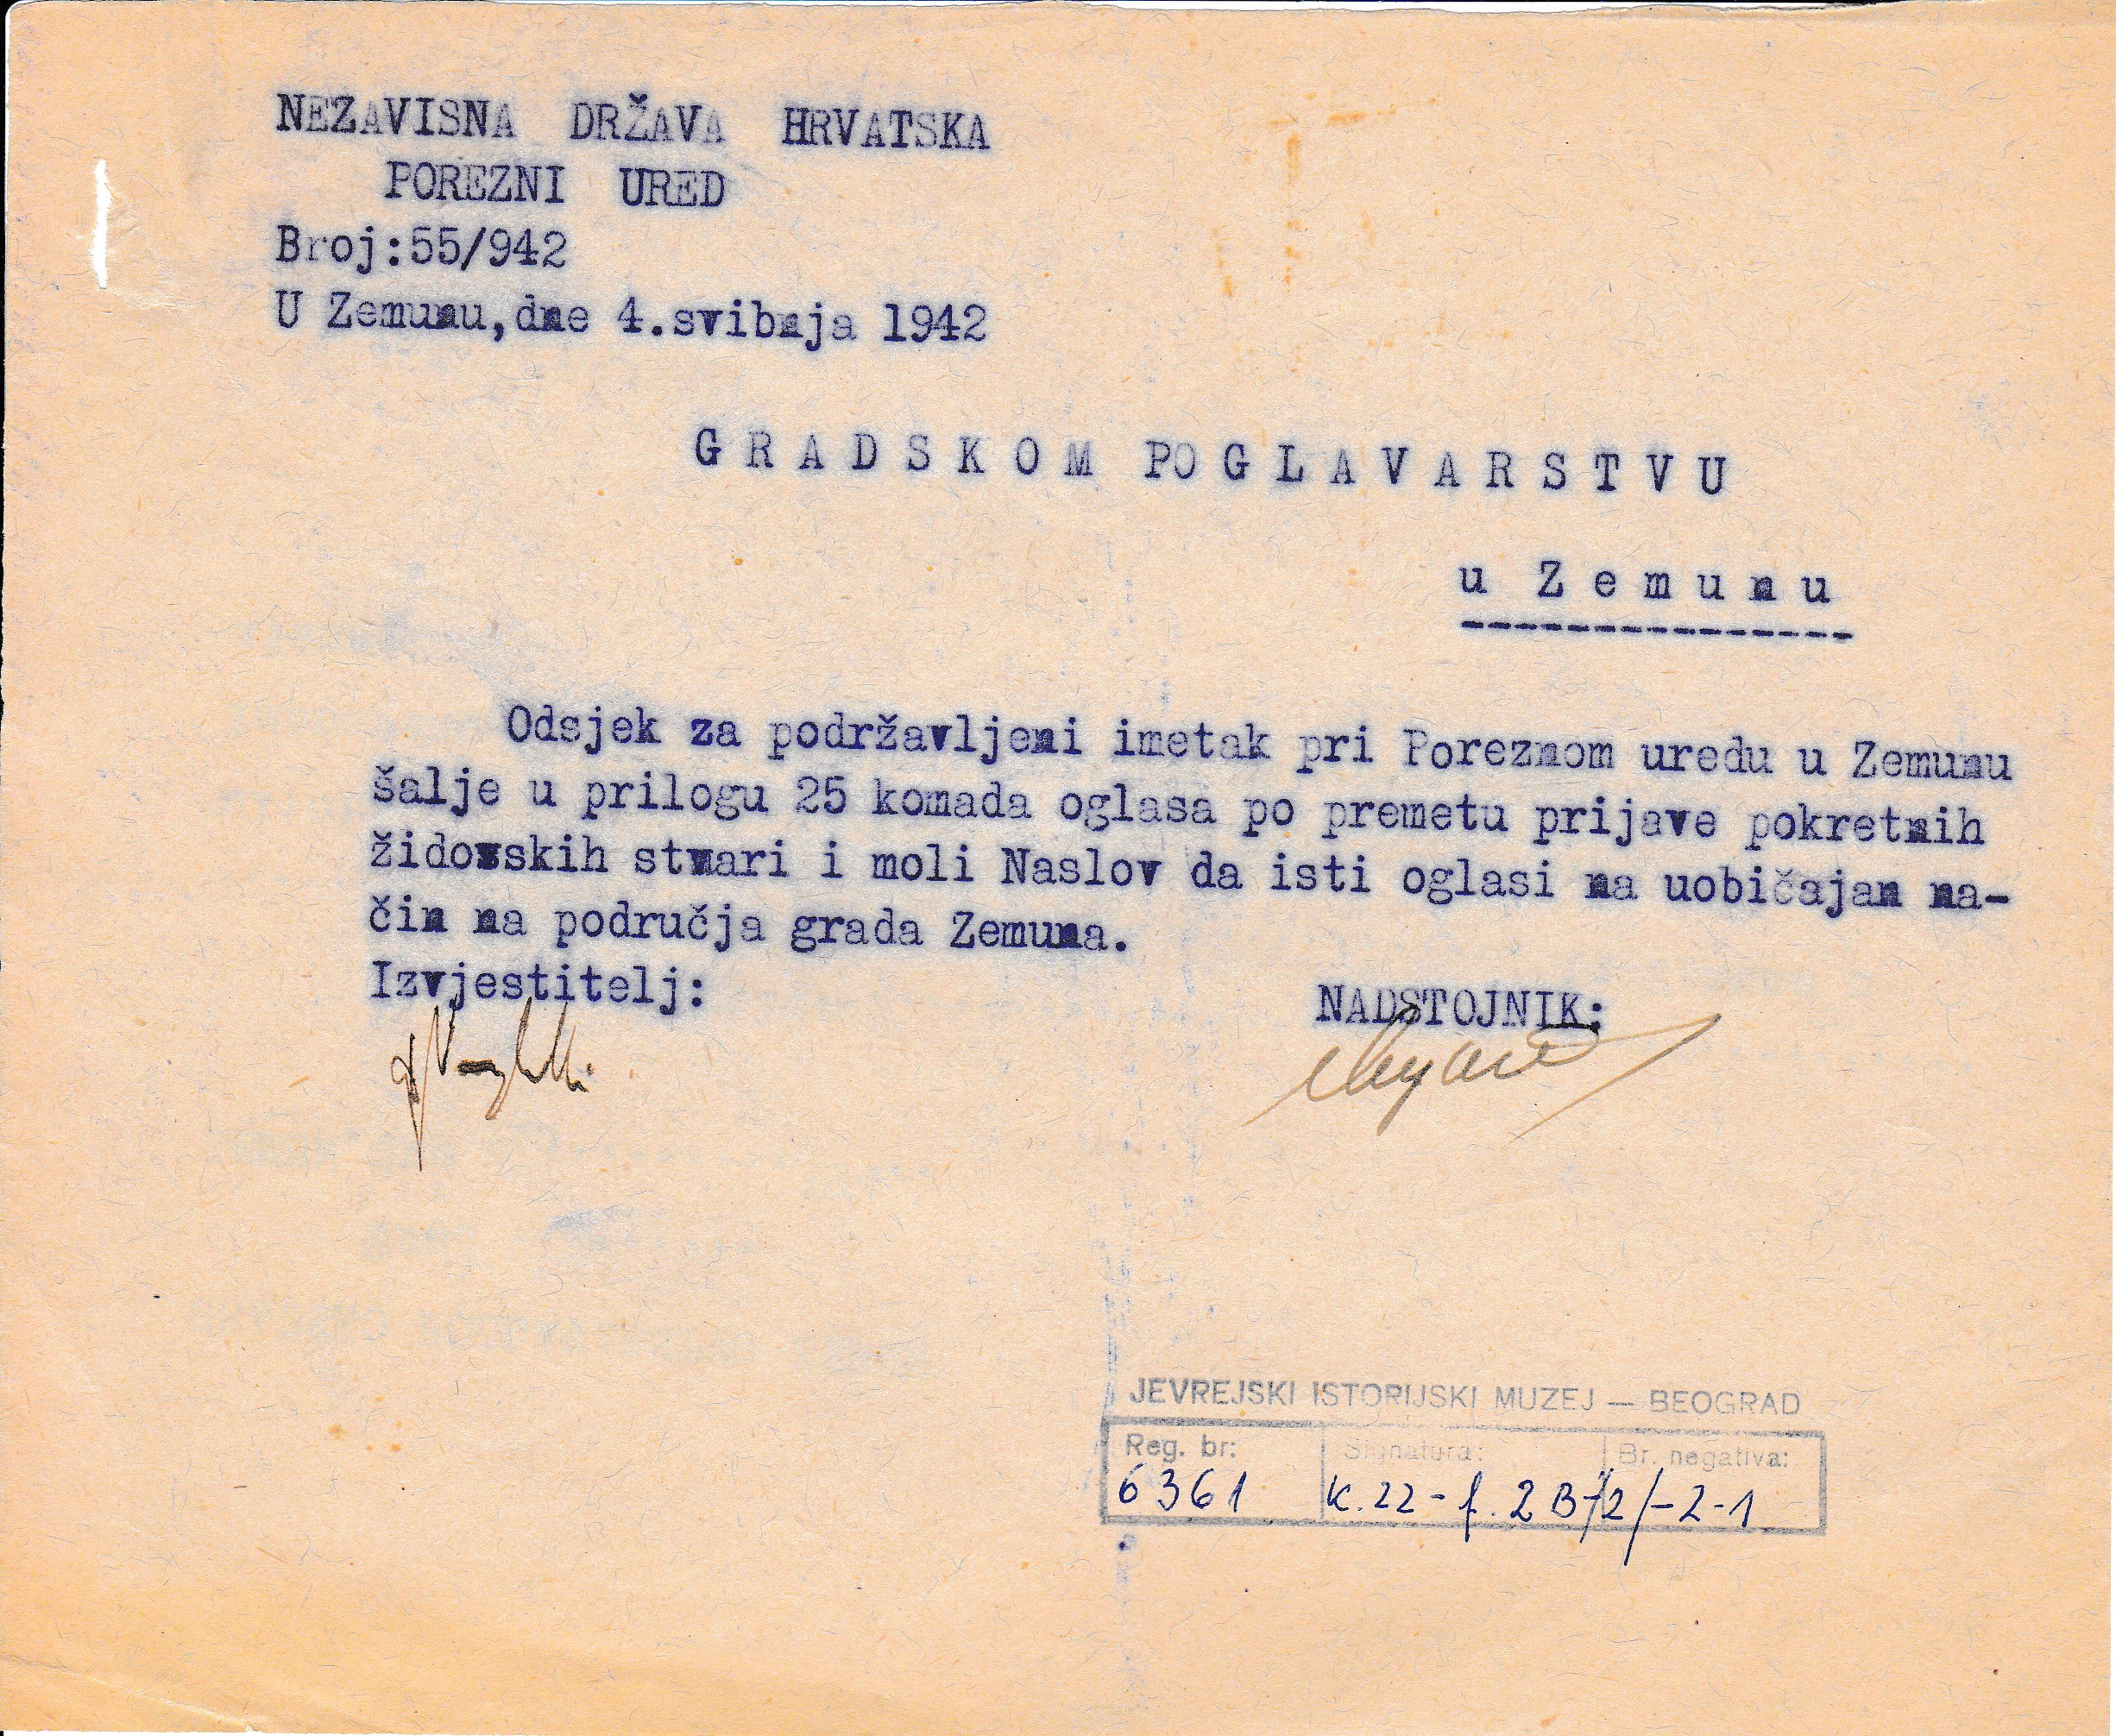 NEZAVISNA DRŽAVA HRVATSKA
POREZNI URED
Broj:55/942
U Zemunu,dne 4.svibnja 1942
GRADSKOM POGLAVARSTVU
u Zemunu
Odsjek za podržavljeni imetak pri Poreznom uredu u Zemunu
šalje u prilogu 25 komada oglasa po premetu prijave pokretnih
židovskih stvari i moli Naslov da isti oglasi na uobičajan na-
čin na područja grada Zemuna.
Izvjestitelj:
NADSTOJNIK:
JEVREJSKI ISTORIJSKI MUZEJ — BEOGRAD
Reg. br: Signatura: Br. negativa:
6361 K.22-f.2B-/2/-2-1